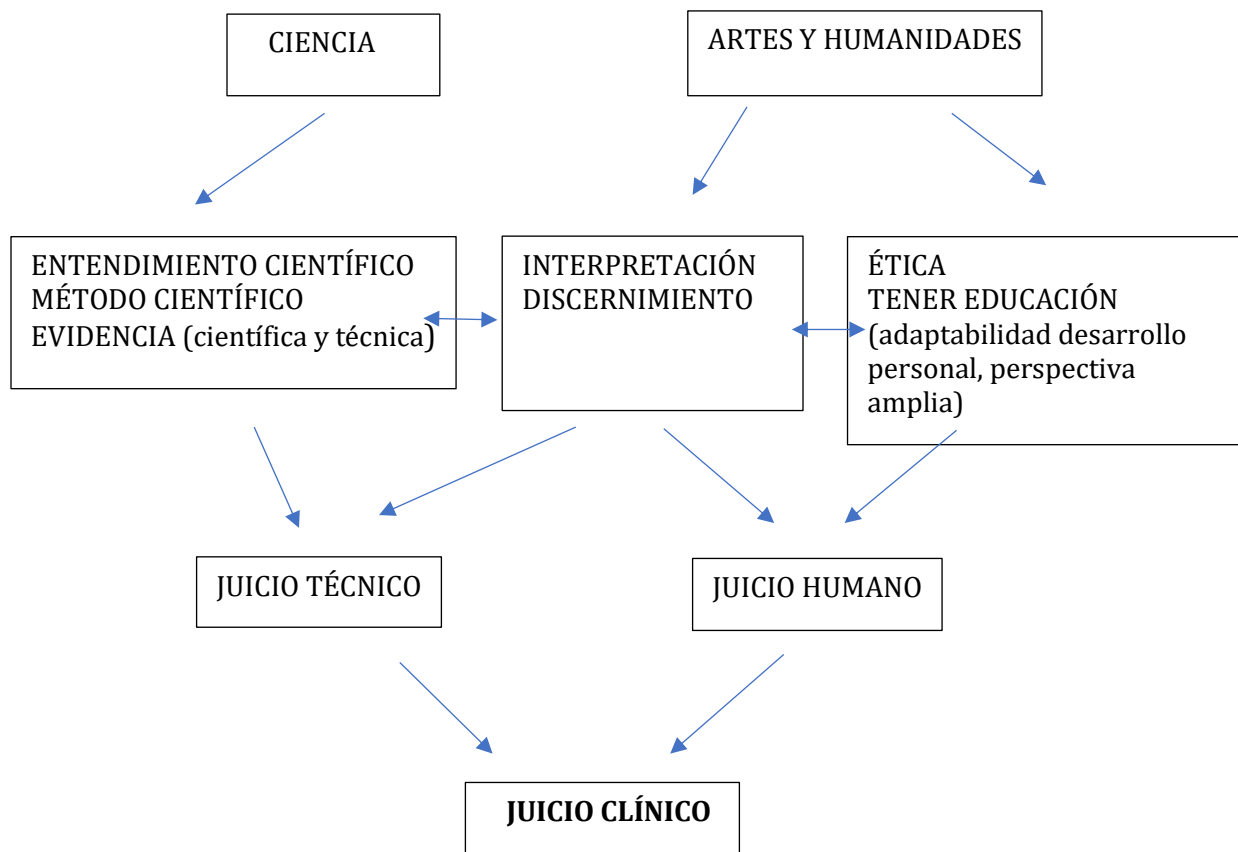 CIENCIA
ARTES Y HUMANIDADES
ENTENDIMIENTO CIENTÍFICO
MÉTODO CIENTÍFICO
EVIDENCIA (científica y técnica)
INTERPRETACIÓN
DISCERNIMIENTO
ÉTICA
TENER EDUCACIÓN
(adaptabilidad desarrollo
personal, perspectiva
amplia)
JUICIO TÉCNICO
JUICIO HUMANO
JUICIO CLÍNICO